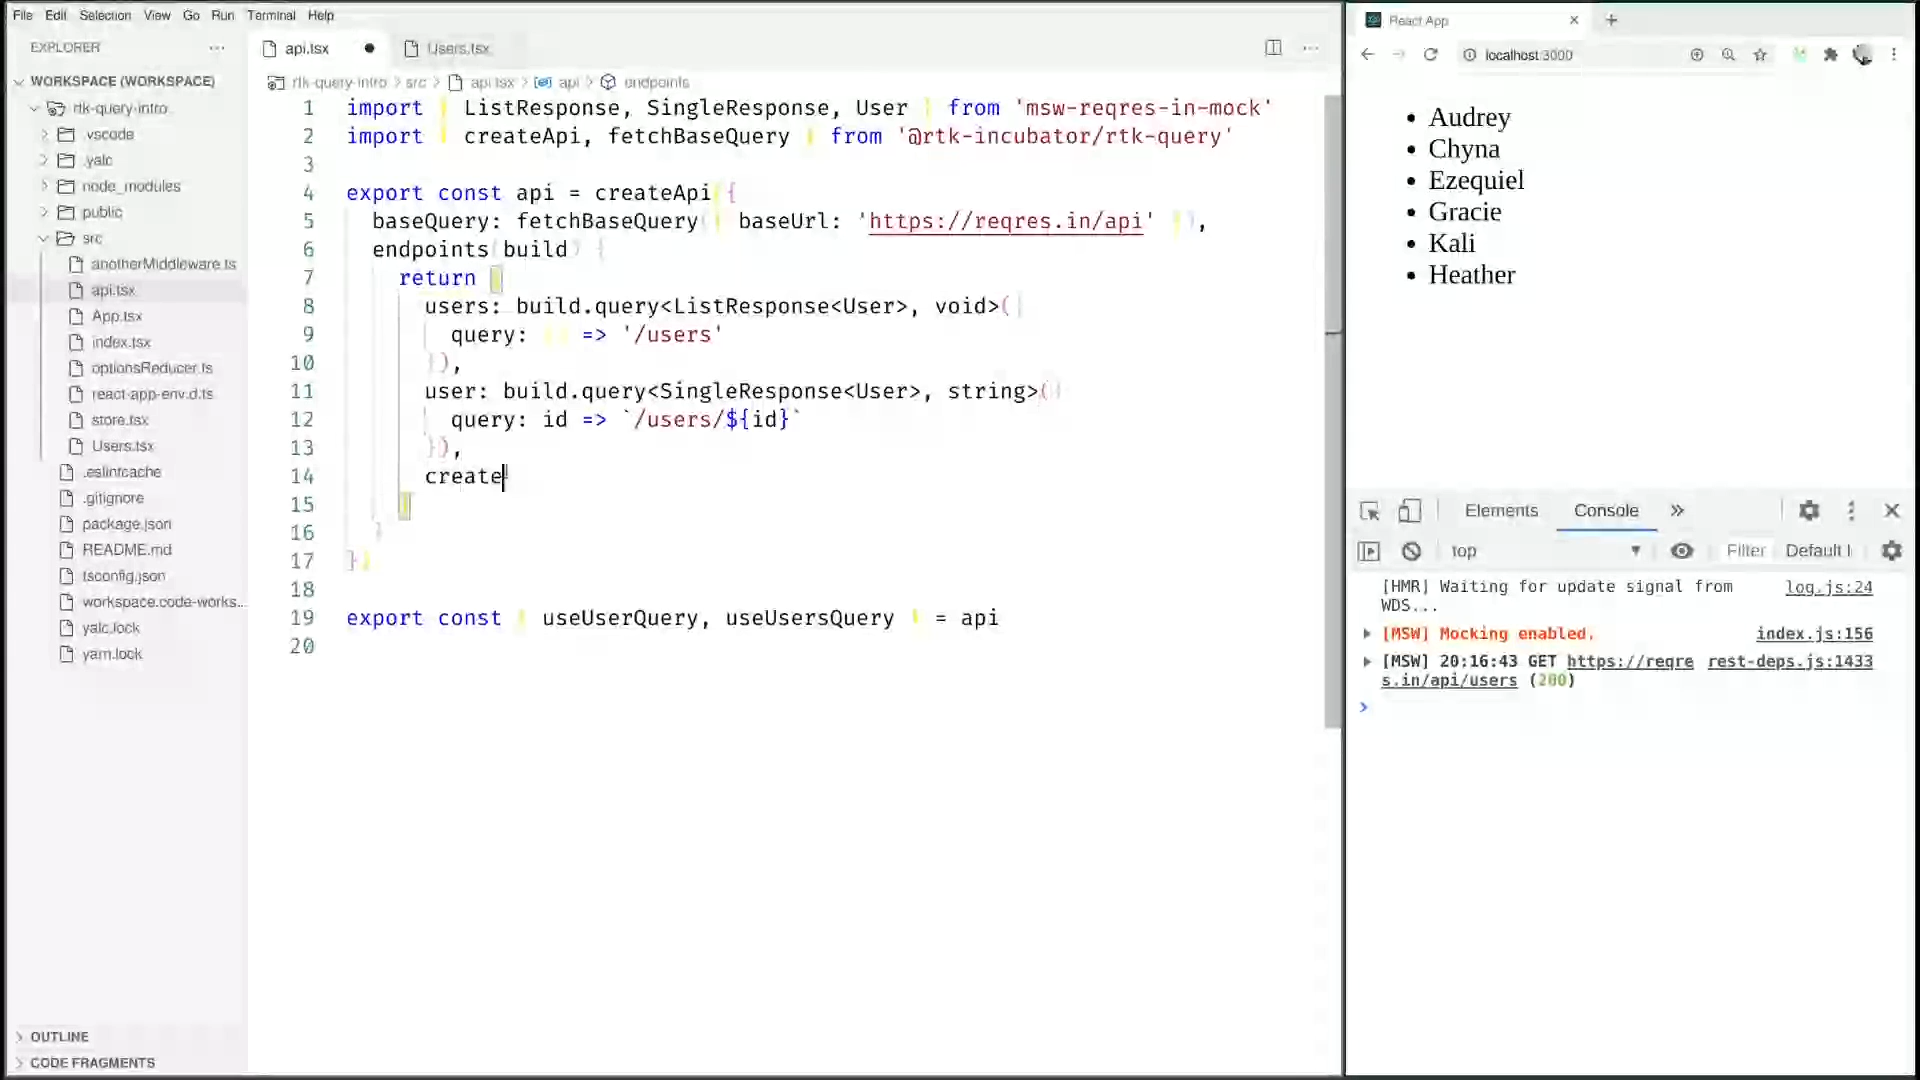 File Edit Selection View Go Run Terminal Help
EXPLORER ...
WORKSPACE (WORKSPACE)
rtk-query-intro
.vscode
.yalc
node_modules
public
src
anotherMiddleware.ts
api.tsx
App.tsx
index.tsx
optionsReducer.ts
react-app-env.d.ts
store.tsx
Users.tsx
.eslintcache
.gitignore
package.json
README.md
tsconfig.json
workspace.code-works...
yalc.lock
yarn.lock
OUTLINE
CODE FRAGMENTS
api.tsx Users.tsx ...
rtk-query-intro > src > api.tsx > api > endpoints
1 import { ListResponse, SingleResponse, User } from 'msw-reqres-in-mock'
2 import { createApi, fetchBaseQuery } from '@rtk-incubator/rtk-query'
3
4 export const api = createApi({
5 baseQuery: fetchBaseQuery({ baseUrl: 'https://reqres.in/api' }),
6 endpoints(build) {
7 return {
8 users: build.query<ListResponse<User>, void>({
9 query: () => '/users'
10 }),
11 user: build.query<SingleResponse<User>, string>({
12 query: id => `/users/${id}`
13 }),
14 create
15 }
16 }
17 })
18
19 export const { useUserQuery, useUsersQuery } = api
20
React App
localhost:3000
• Audrey
• Chyna
• Ezequiel
• Gracie
• Kali
• Heather
Elements Console »
top Filter Default l
[HMR] Waiting for update signal from log.js:24
WDS...
[MSW] Mocking enabled. index.js:156
[MSW] 20:16:43 GET https://reqre rest-deps.js:1433
s.in/api/users (200)